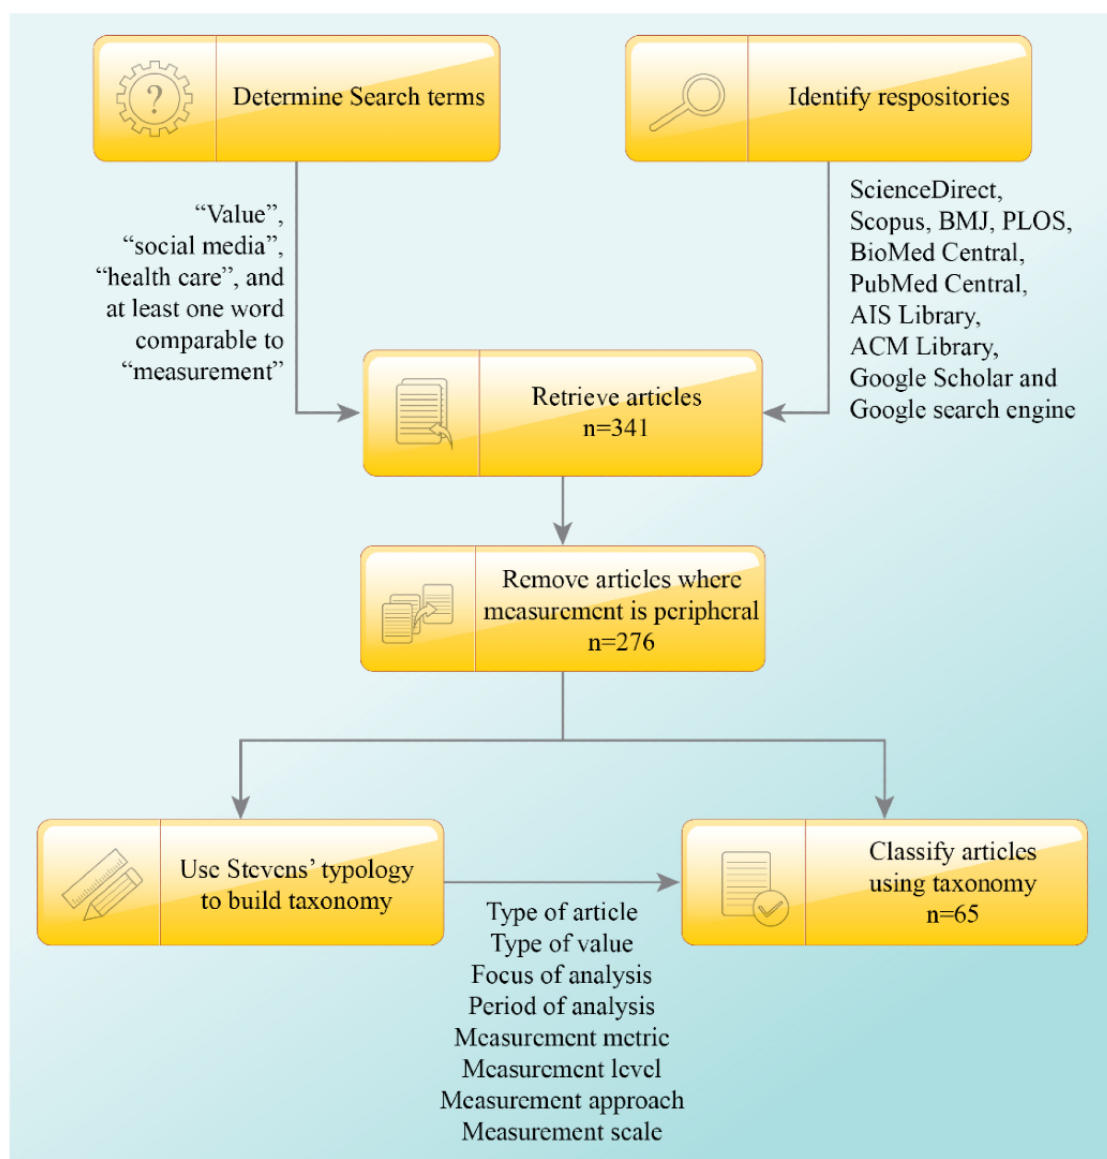 ?
Determine Search terms
Identify respositories
“Value”,
“social media”,
“health care”, and
at least one word
comparable to
“measurement”
ScienceDirect,
Scopus, BMJ, PLOS,
BioMed Central,
PubMed Central,
AIS Library,
ACM Library,
Google Scholar and
Google search engine
Retrieve articles
n=341
Remove articles where
measurement is peripheral
n=276
Use Stevens’ typology
to build taxonomy
Classify articles
using taxonomy
n=65
Type of article
Type of value
Focus of analysis
Period of analysis
Measurement metric
Measurement level
Measurement approach
Measurement scale